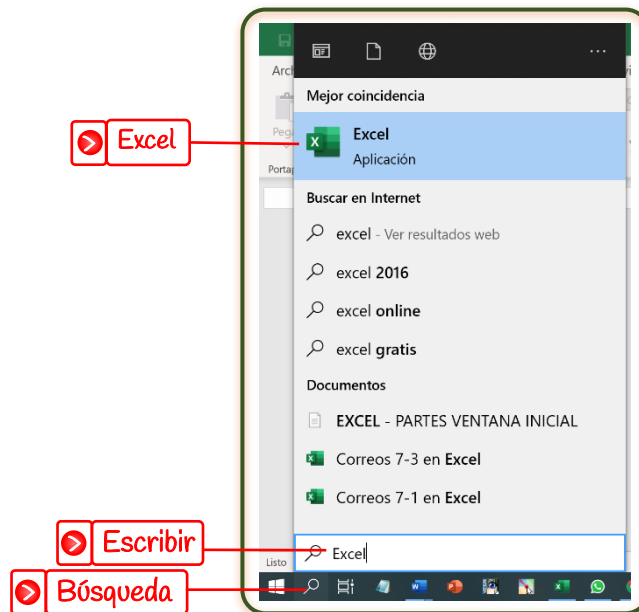 Arch
Mejor coincidencia
Pega
Excel
Excel
Aplicación
Portap
Buscar en Internet
excel - Ver resultados web
excel 2016
excel online
excel gratis
Documentos
EXCEL - PARTES VENTANA INICIAL
Correos 7-3 en Excel
Correos 7-1 en Excel
Escribir
Listo
Excel
Búsqueda